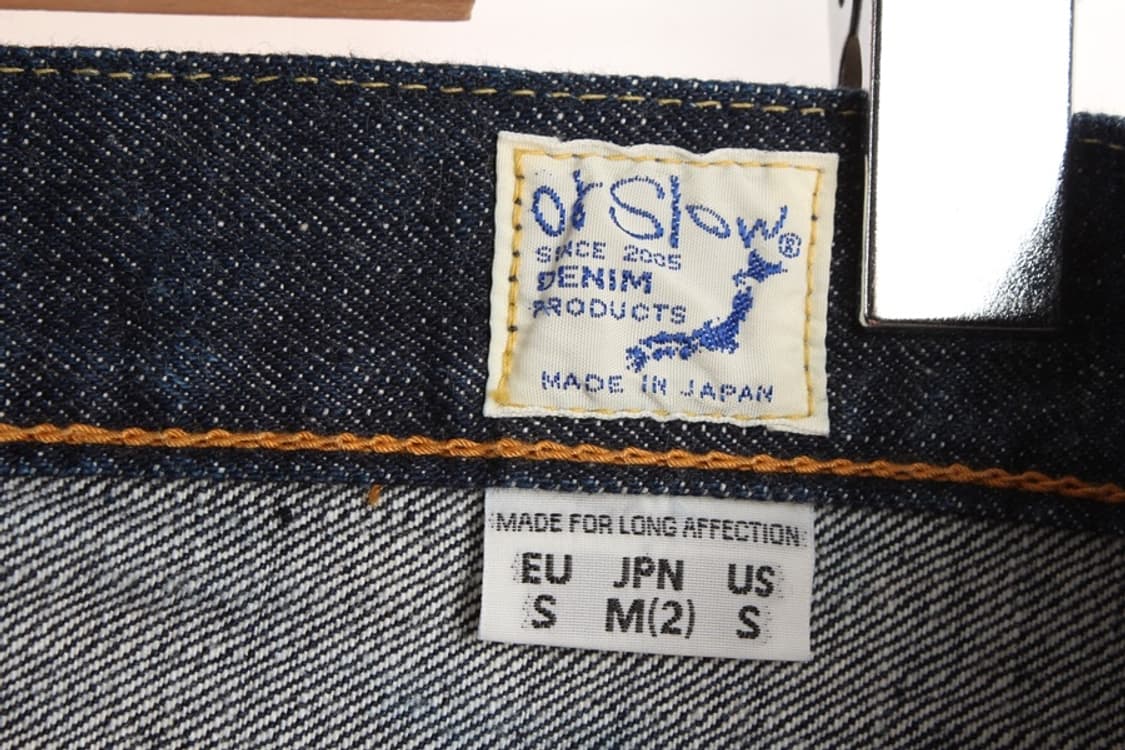 orSlow®
SINCE 2005
DENIM
PRODUCTS
MADE IN JAPAN
MADE FOR LONG AFFECTION
EU JPN US
S M(2) S